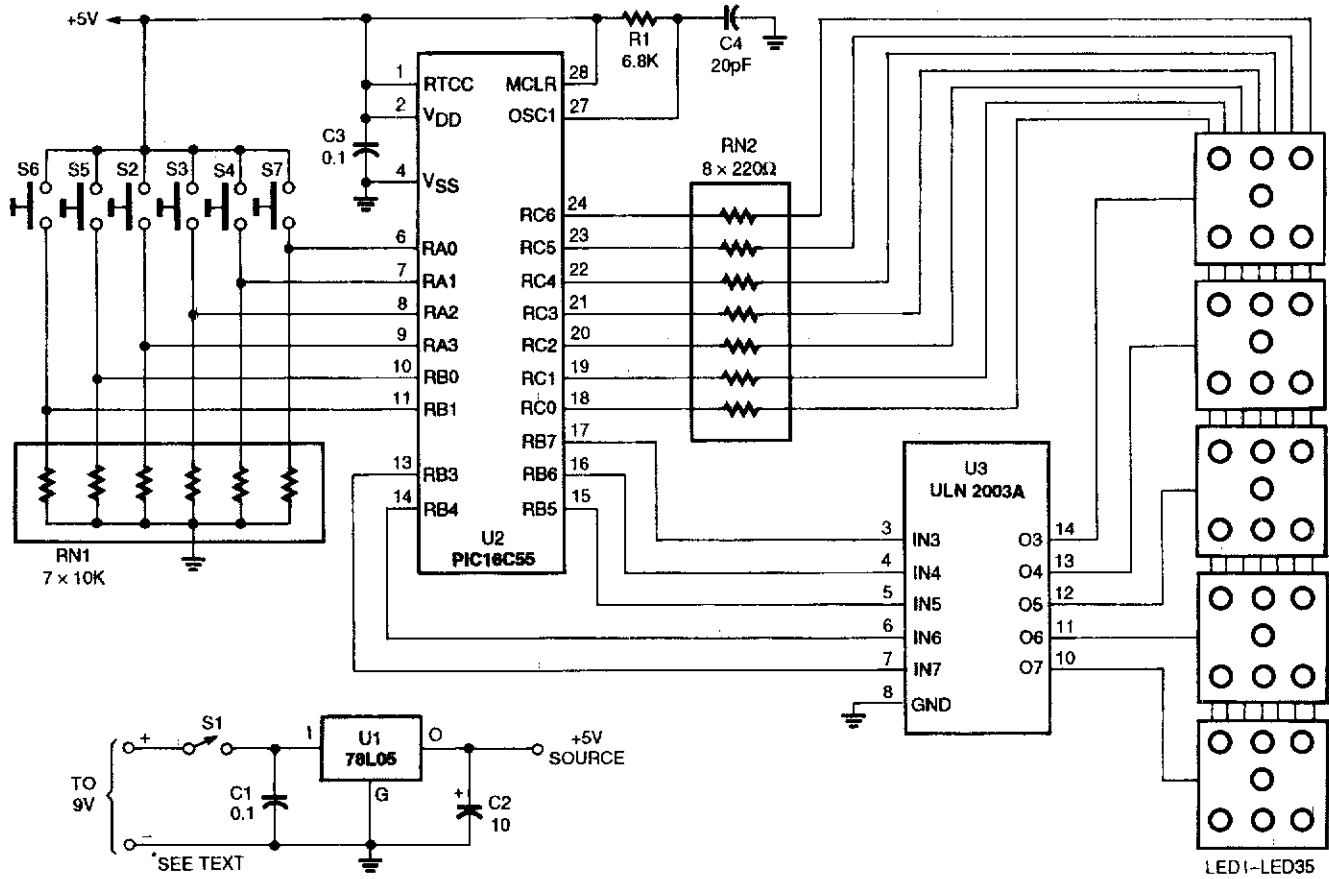 +5V
R1
6.8K
C4
20pF
1
RTCC
MCLR
28
2
VDD
OSC1
27
C3
0.1
4
VSS
RN2
8 × 220Ω
S6
S5
S2
S3
S4
S7
RC6
24
6
RA0
RC5
23
7
RA1
RC4
22
8
RA2
RC3
21
9
RA3
RC2
20
10
RB0
RC1
19
11
RB1
RC0
18
RB7
17
13
RB3
RB6
16
14
RB4
RB5
15
U2
PIC16C55
RN1
7 × 10K
U3
ULN 2003A
3
IN3
O3
14
4
IN4
O4
13
5
IN5
O5
12
6
IN6
O6
11
7
IN7
O7
10
8
GND
S1
+
I
U1
78L05
O
+5V
SOURCE
TO
9V
C1
0.1
G
+
C2
10
−
*SEE TEXT
LED1–LED35